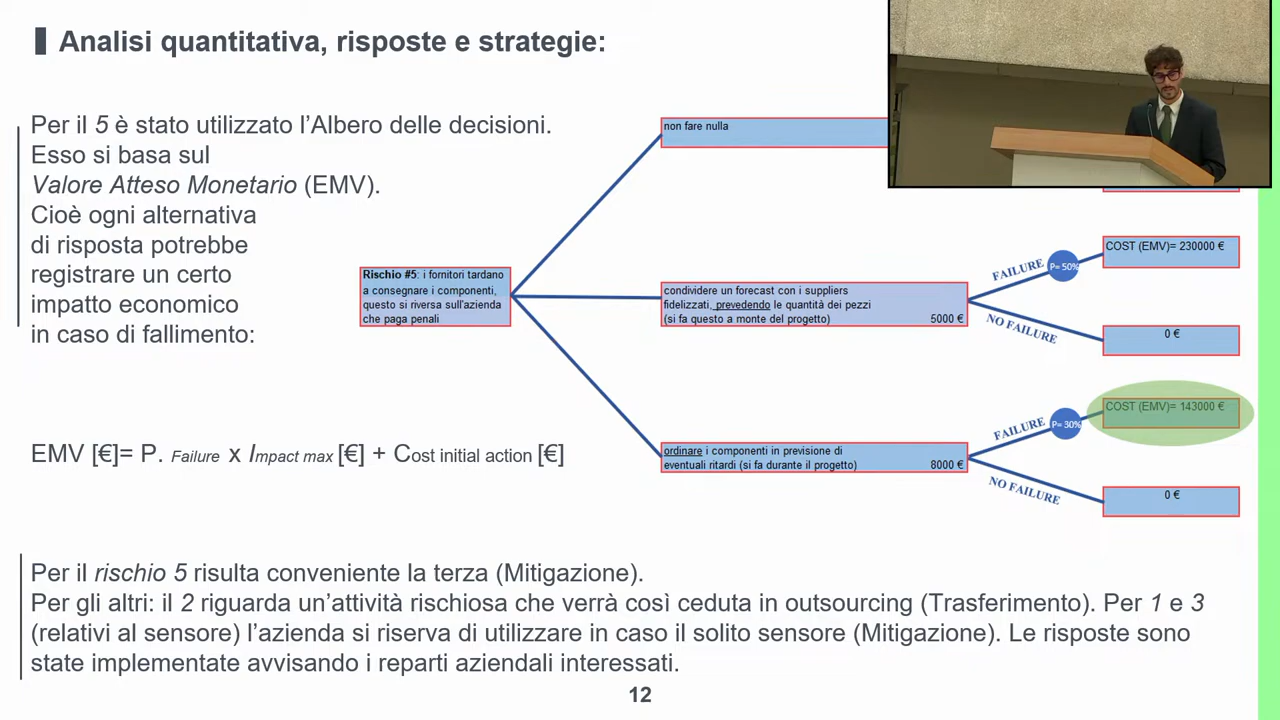 Analisi quantitativa, risposte e strategie:
Per il 5 è stato utilizzato l’Albero delle decisioni.
Esso si basa sul
Valore Atteso Monetario (EMV).
Cioè ogni alternativa
di risposta potrebbe
registrare un certo
impatto economico
in caso di fallimento:
EMV [€]= P. Failure x Impact max [€] + Cost initial action [€]
Rischio #5: i fornitori tardano
a consegnare i componenti,
questo si riversa sull'azienda
che paga penali
non fare nulla
condividere un forecast con i suppliers
fidelizzati, prevedendo le quantità dei pezzi
(si fa questo a monte del progetto) 5000 €
FAILURE
P= 50%
COST (EMV)= 230000 €
NO FAILURE
0 €
ordinare i componenti in previsione di
eventuali ritardi (si fa durante il progetto) 8000 €
FAILURE
P= 30%
COST (EMV)= 143000 €
NO FAILURE
0 €
Per il rischio 5 risulta conveniente la terza (Mitigazione).
Per gli altri: il 2 riguarda un’attività rischiosa che verrà così ceduta in outsourcing (Trasferimento). Per 1 e 3
(relativi al sensore) l’azienda si riserva di utilizzare in caso il solito sensore (Mitigazione). Le risposte sono
state implementate avvisando i reparti aziendali interessati.
12